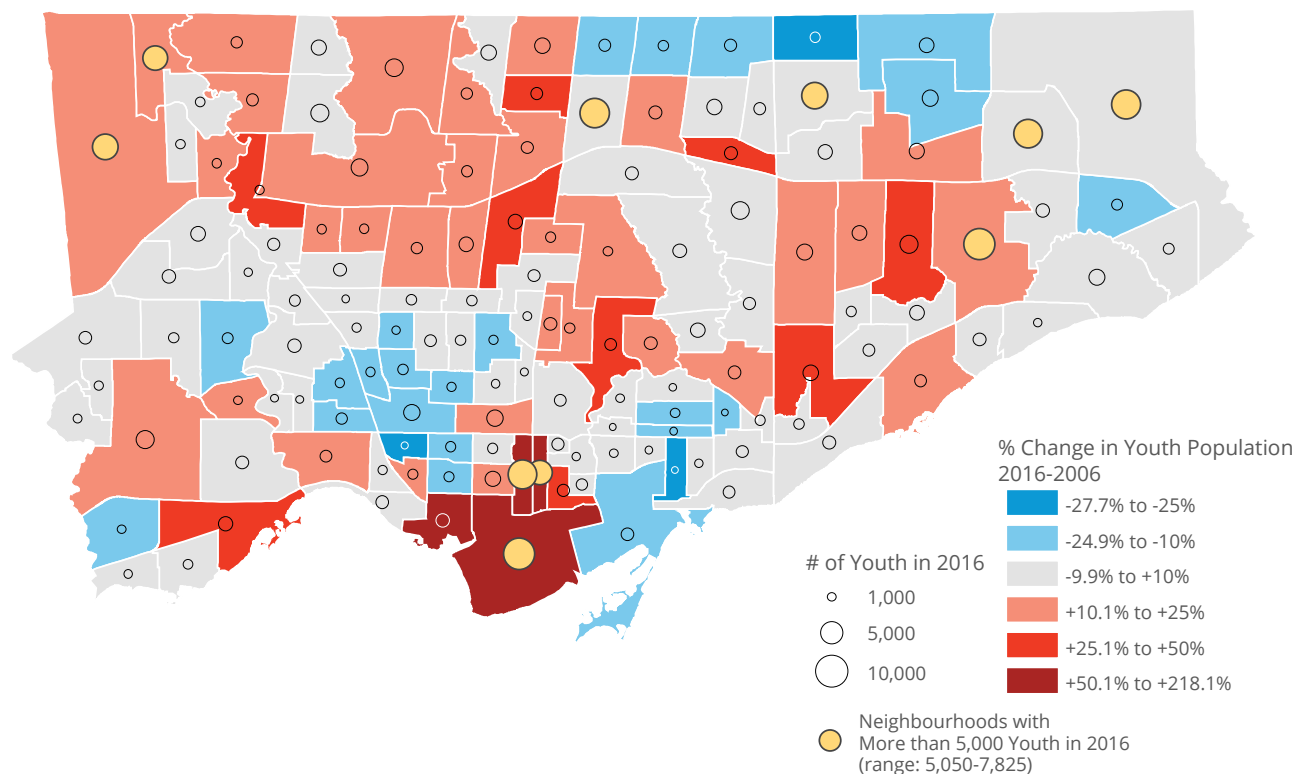 % Change in Youth Population
2016-2006
-27.7% to -25%
-24.9% to -10%
-9.9% to +10%
+10.1% to +25%
+25.1% to +50%
+50.1% to +218.1%
# of Youth in 2016
1,000
5,000
10,000
Neighbourhoods with
More than 5,000 Youth in 2016
(range: 5,050-7,825)